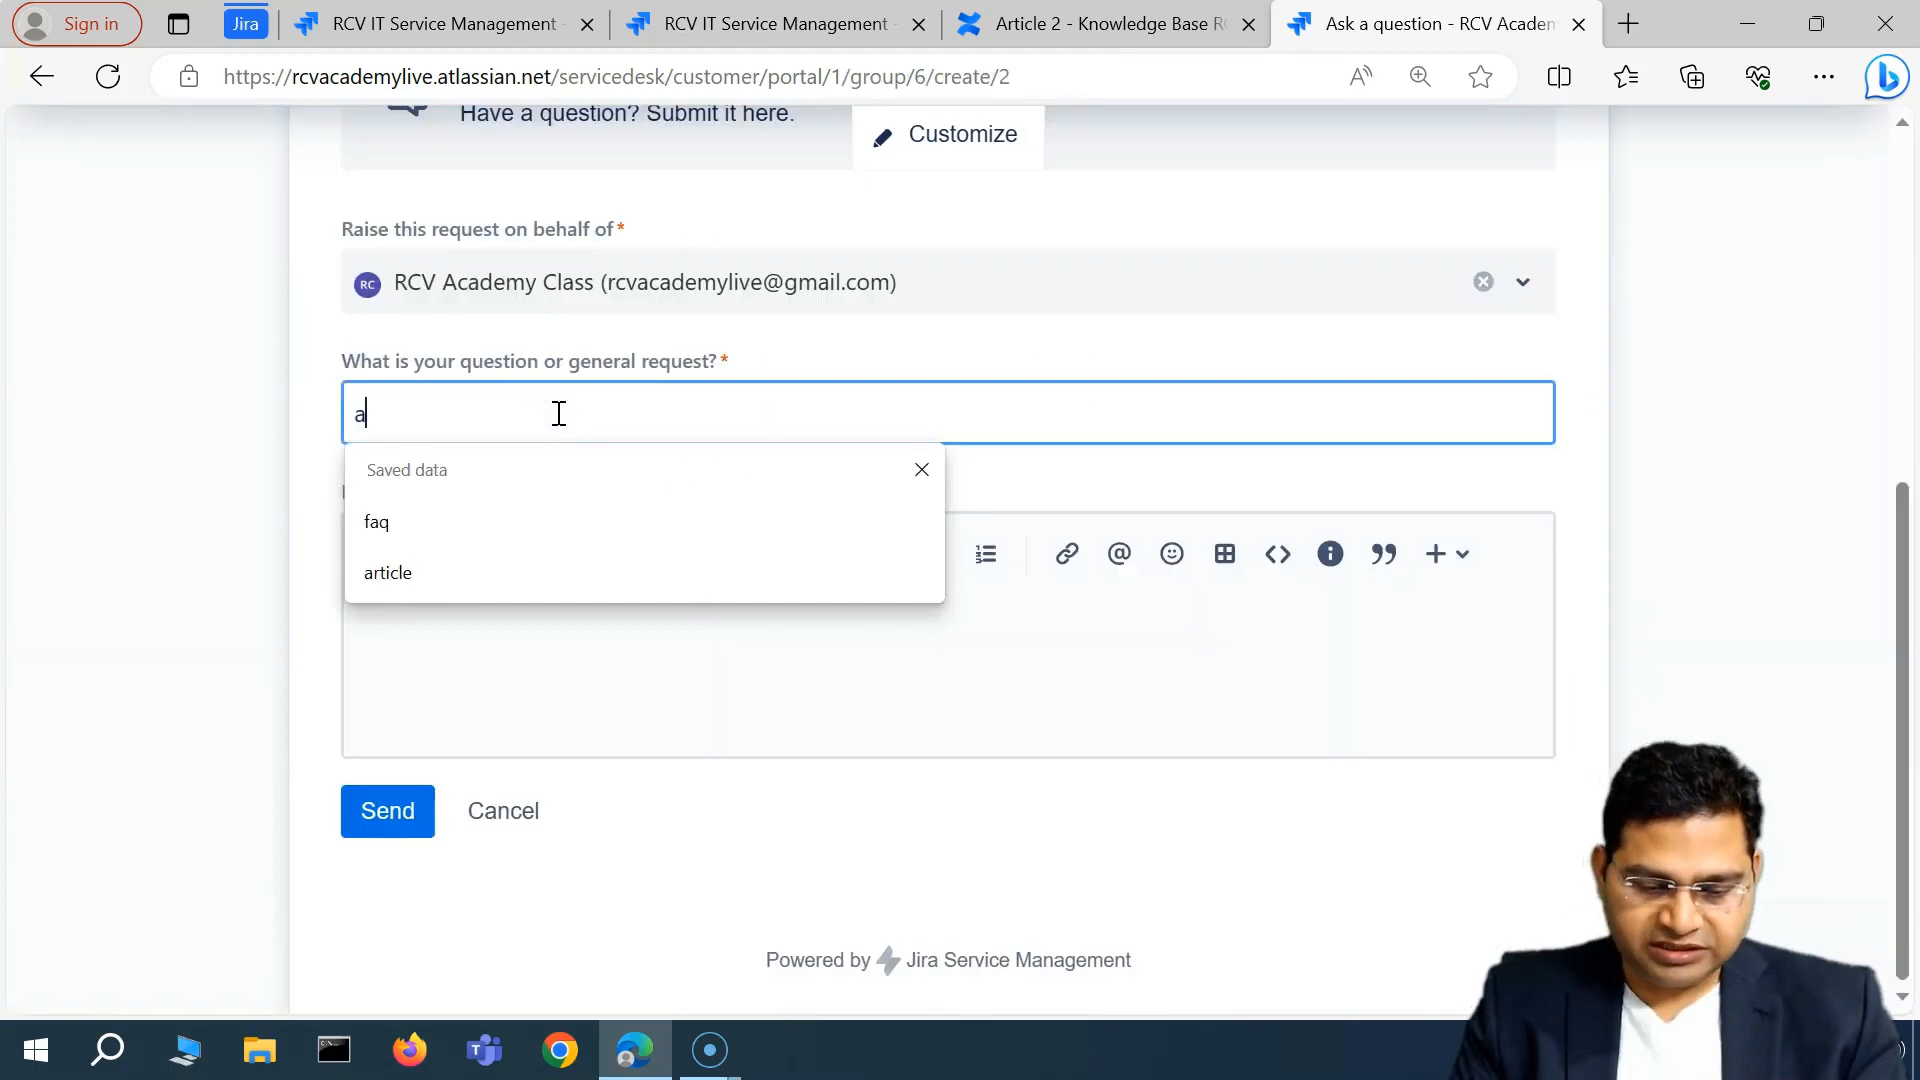 Sign in
Jira
RCV IT Service Management -
RCV IT Service Management -
Article 2 - Knowledge Base RC
Ask a question - RCV Academ
https://rcvacademylive.atlassian.net/servicedesk/customer/portal/1/group/6/create/2
Have a question? Submit it here.
Customize
Raise this request on behalf of*
RC RCV Academy Class (rcvacademylive@gmail.com)
What is your question or general request?*
a
Saved data
faq
article
Send Cancel
Powered by Jira Service Management